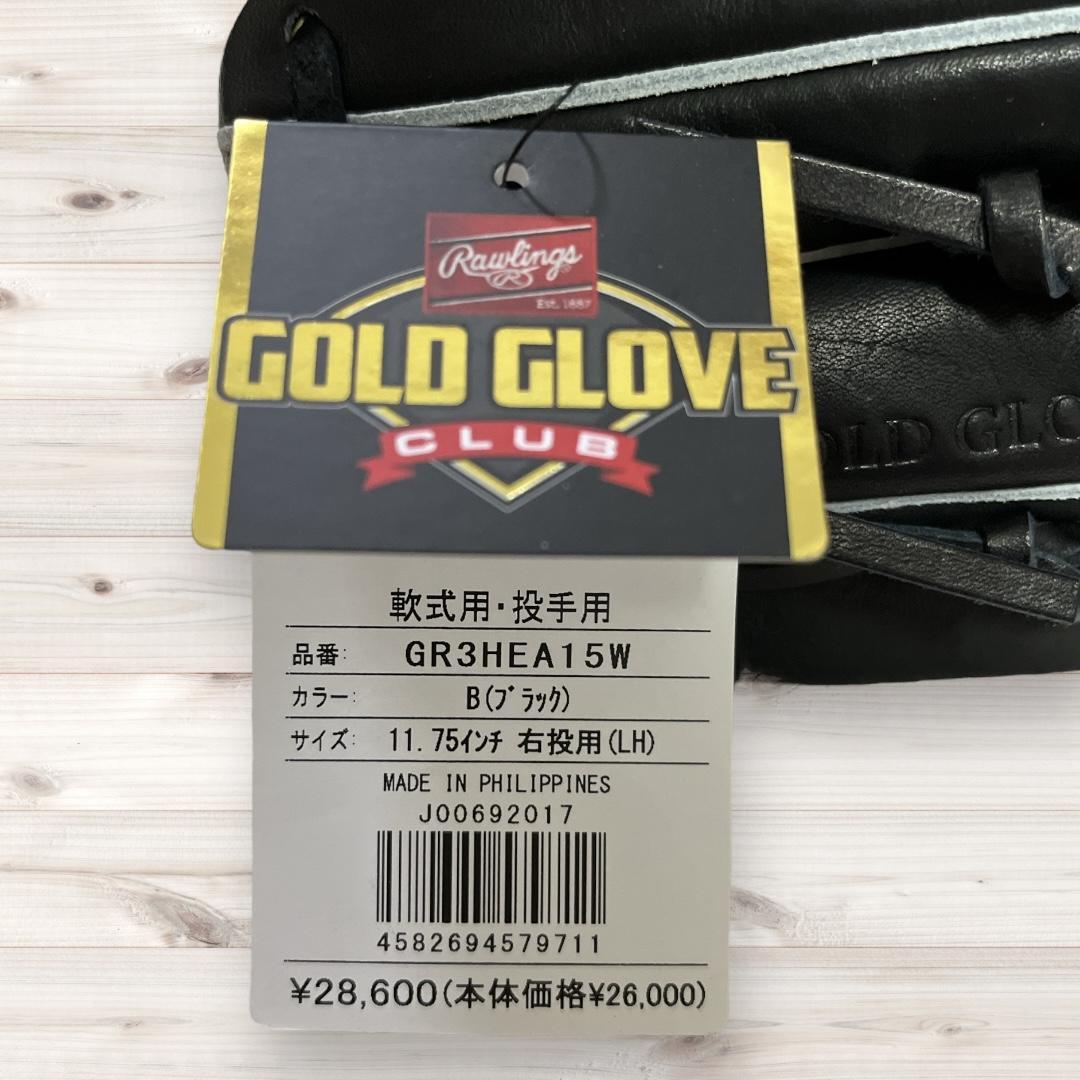 Rawlings
R
Est. 1887
GOLD GLOVE
CLUB
OLD GLO
軟式用・投手用
品番: GR3HEA15W
カラー: B(ブラック)
サイズ: 11.75インチ 右投用(LH)
MADE IN PHILIPPINES
J00692017
4582694579711
¥28,600(本体価格¥26,000)